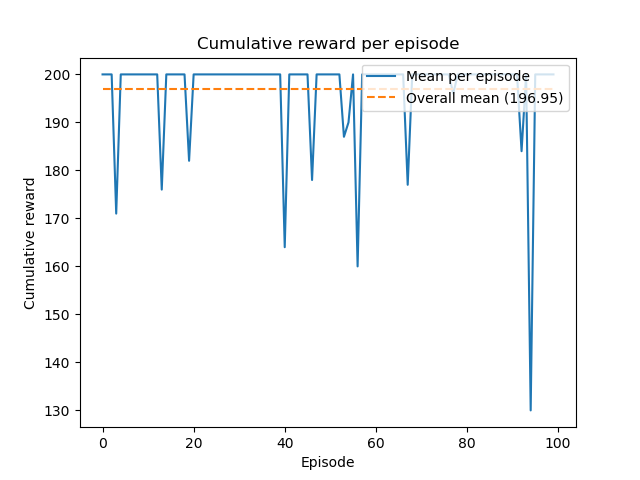 Cumulative reward per episode
Mean per episode
Overall mean (196.95)
Cumulative reward
200
190
180
170
160
150
140
130
0 20 40 60 80 100
Episode